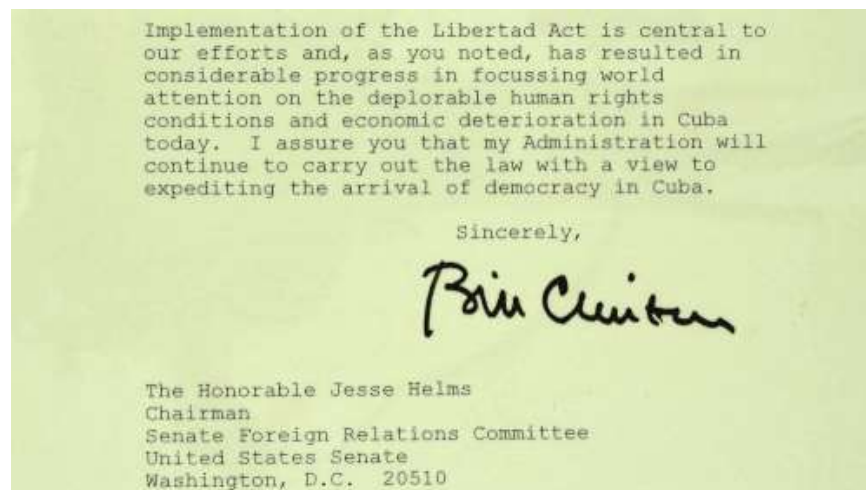 Implementation of the Libertad Act is central to
our efforts and, as you noted, has resulted in
considerable progress in focussing world
attention on the deplorable human rights
conditions and economic deterioration in Cuba
today.  I assure you that my Administration will
continue to carry out the law with a view to
expediting the arrival of democracy in Cuba.
Sincerely,
Bill Clinton
The Honorable Jesse Helms
Chairman
Senate Foreign Relations Committee
United States Senate
Washington, D.C.  20510